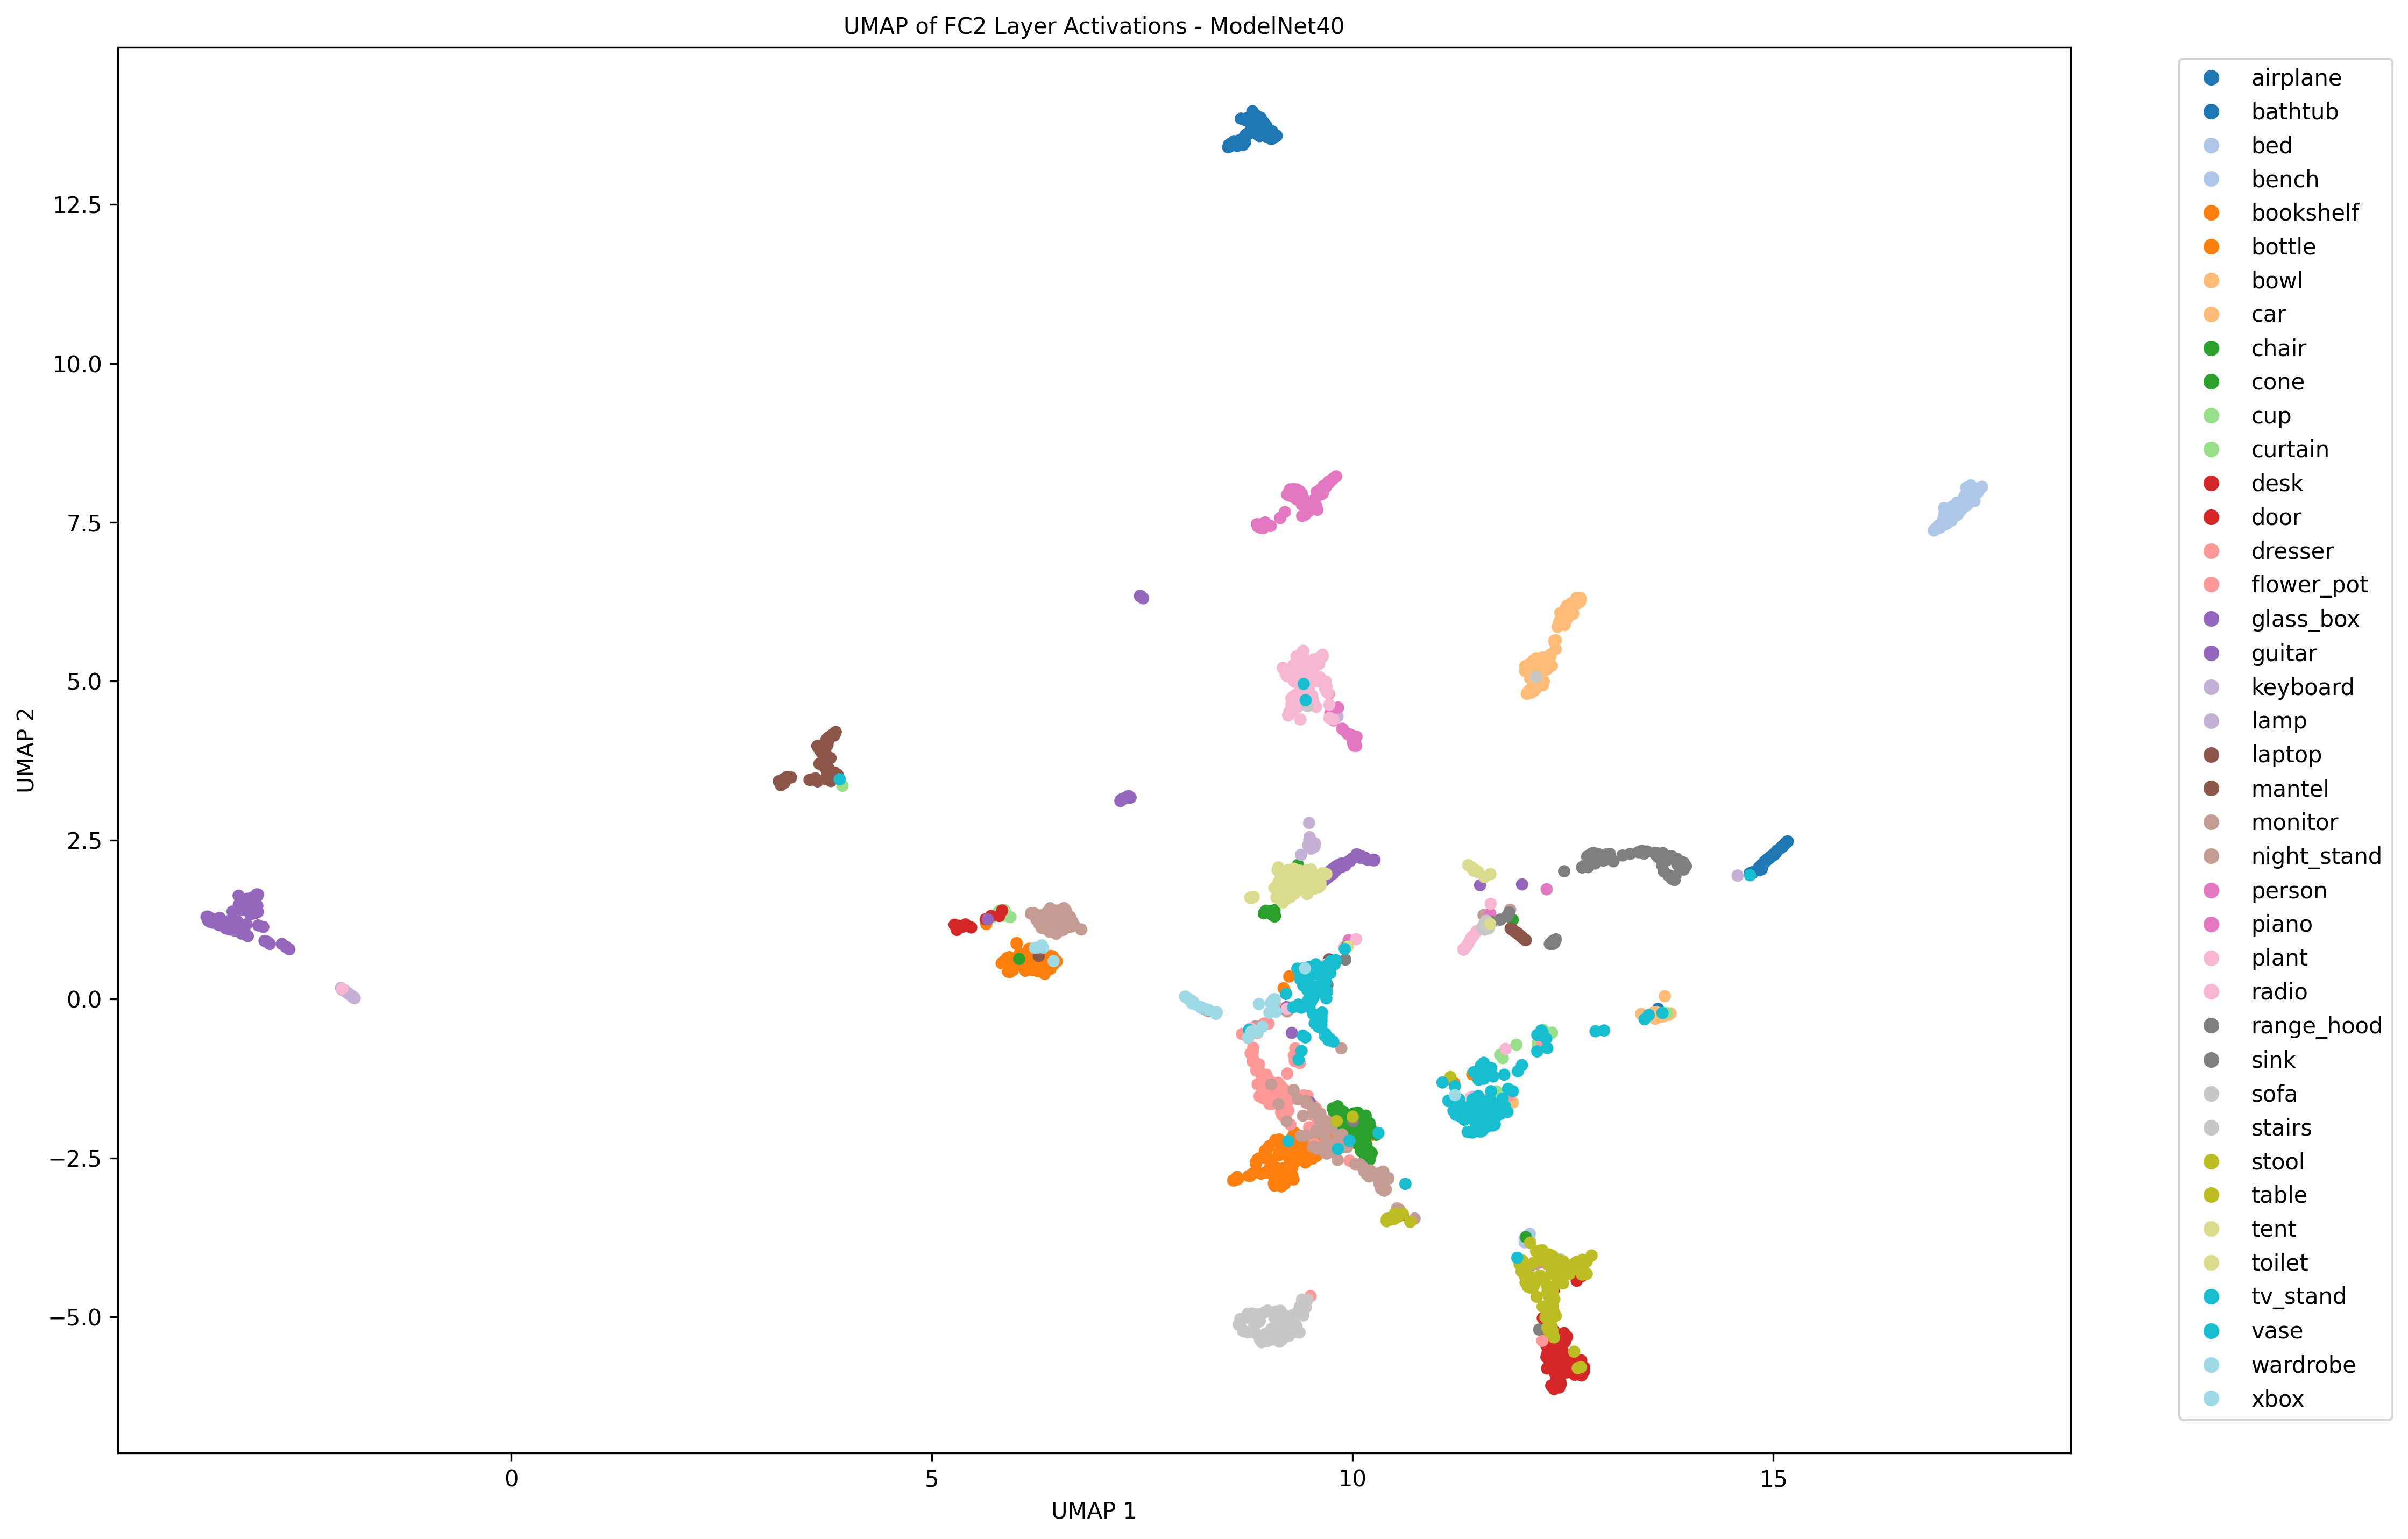 UMAP of FC2 Layer Activations - ModelNet40
UMAP 2
12.5
10.0
7.5
5.0
2.5
0.0
−2.5
−5.0
0
5
10
15
UMAP 1
airplane
bathtub
bed
bench
bookshelf
bottle
bowl
car
chair
cone
cup
curtain
desk
door
dresser
flower_pot
glass_box
guitar
keyboard
lamp
laptop
mantel
monitor
night_stand
person
piano
plant
radio
range_hood
sink
sofa
stairs
stool
table
tent
toilet
tv_stand
vase
wardrobe
xbox